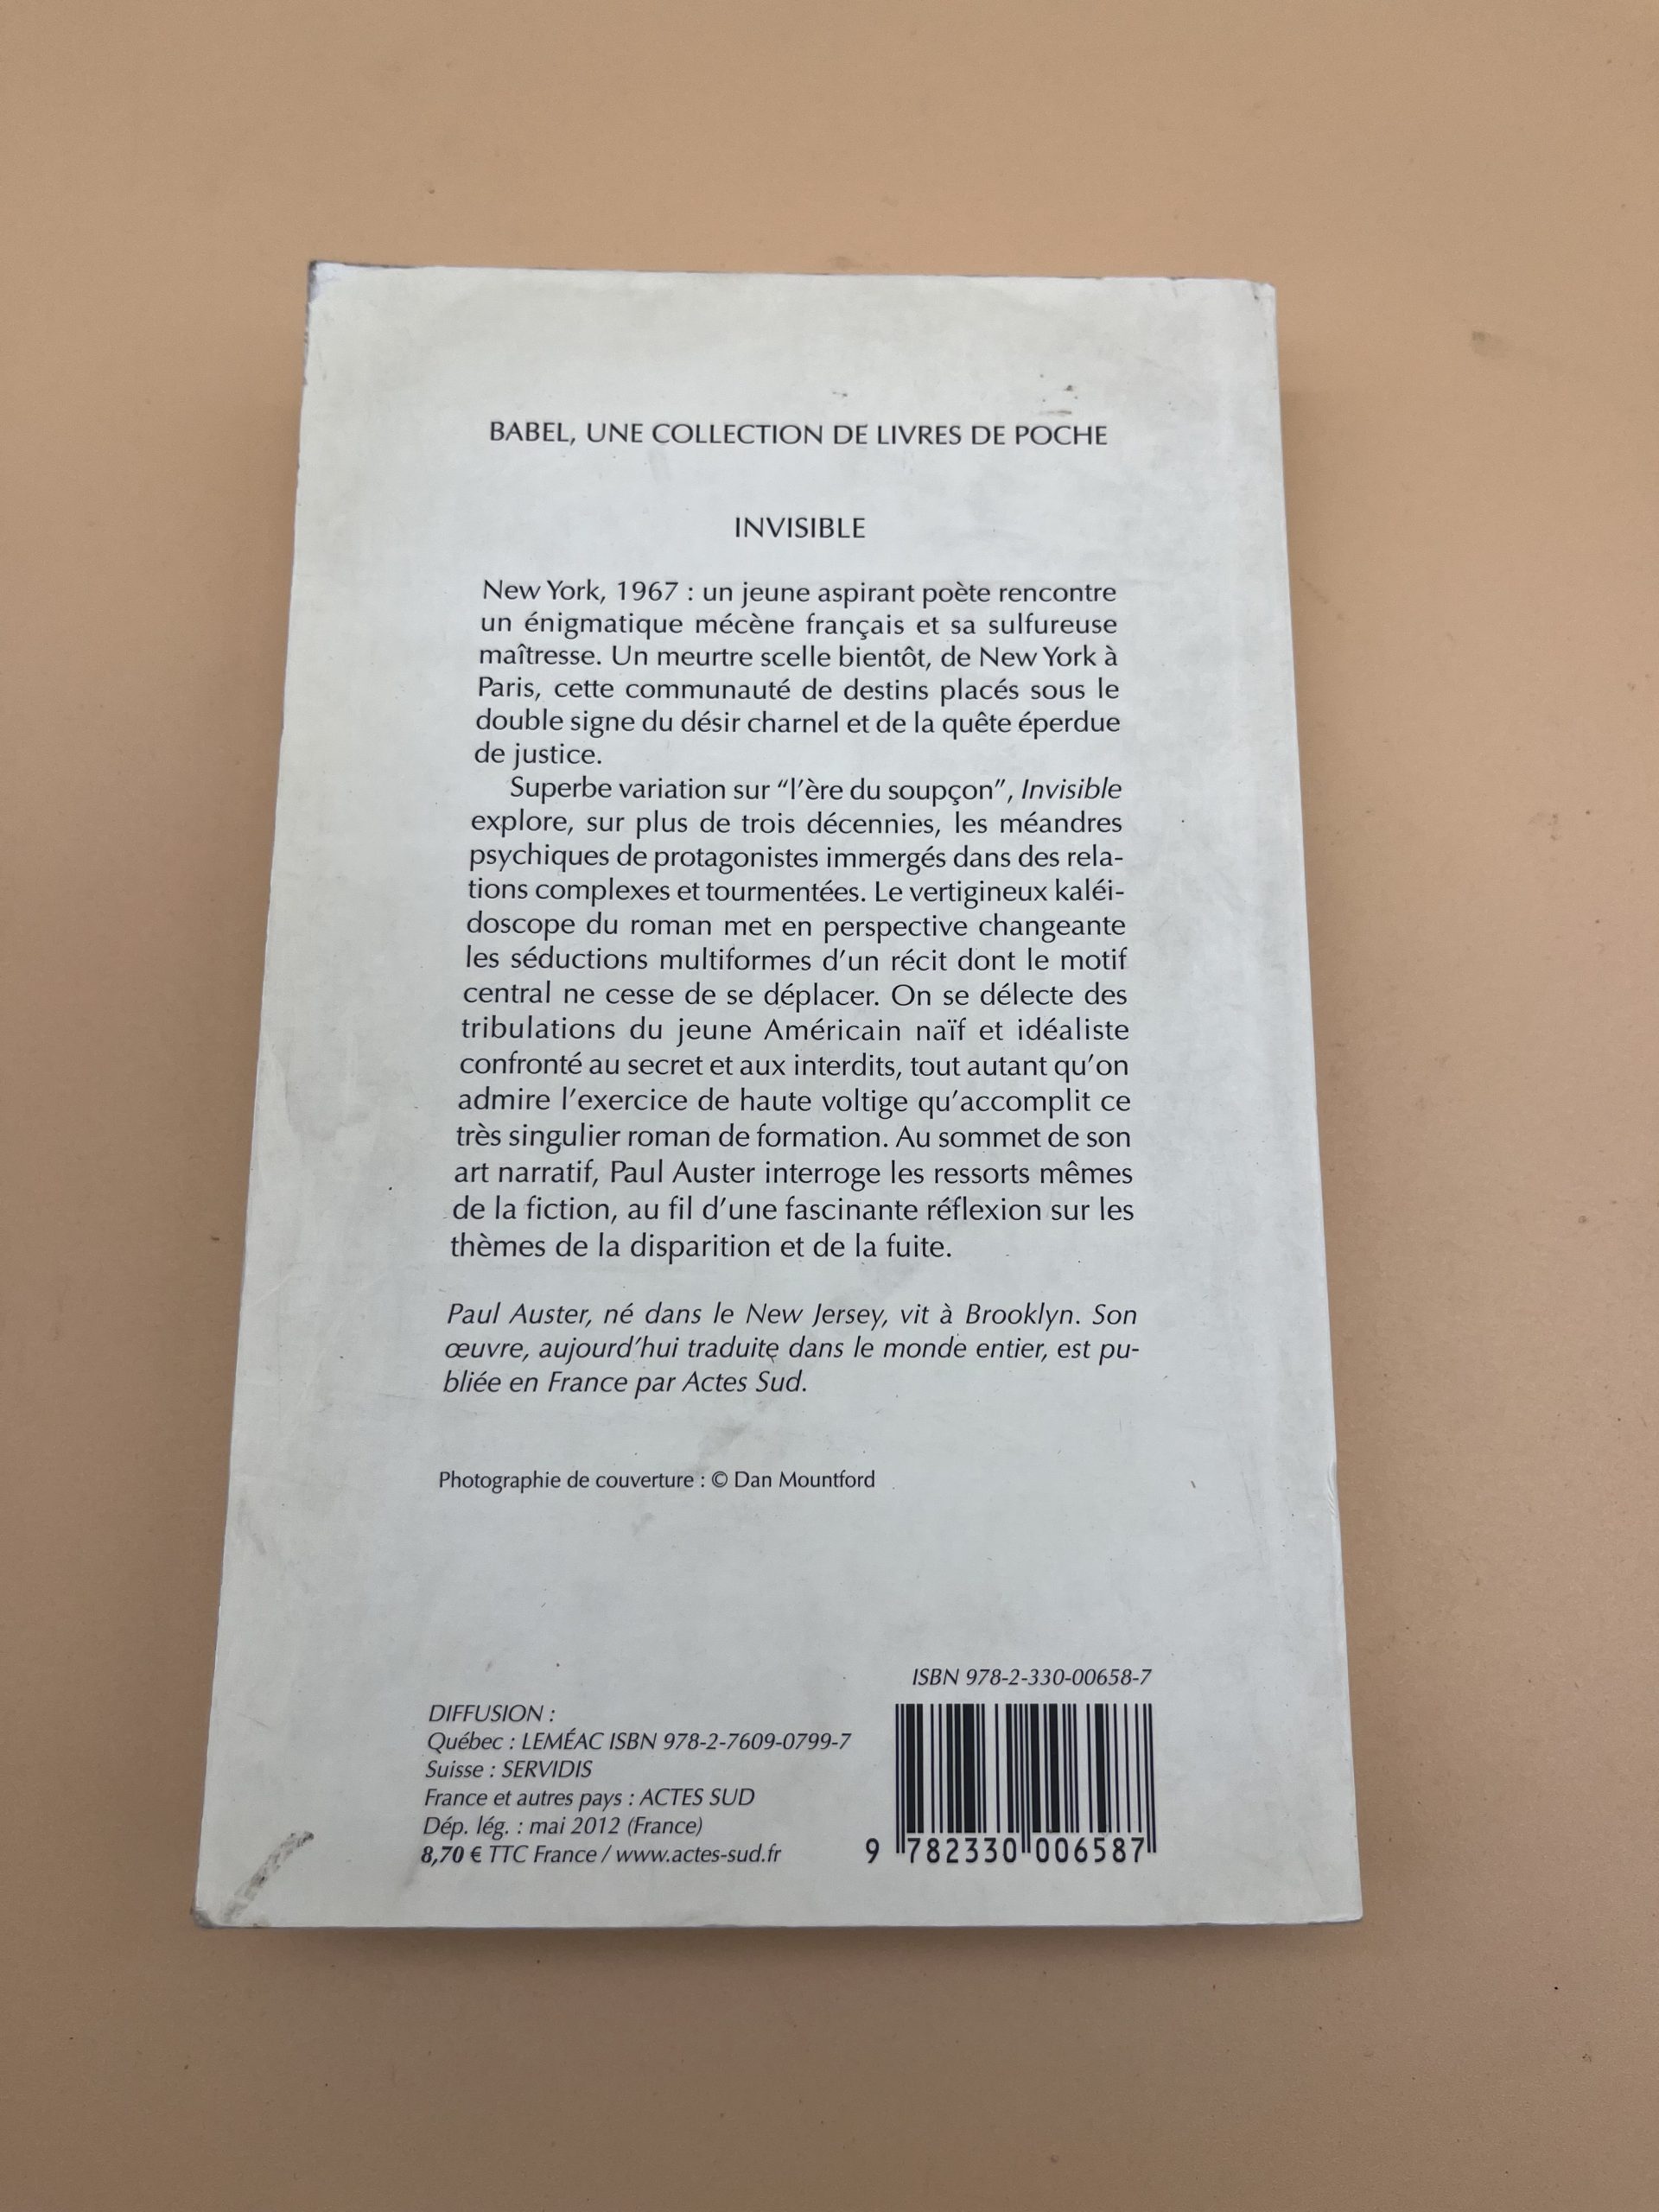 BABEL, UNE COLLECTION DE LIVRES DE POCHE
INVISIBLE
New York, 1967 : un jeune aspirant poète rencontre
un énigmatique mécène français et sa sulfureuse
maîtresse. Un meurtre scelle bientôt, de New York à
Paris, cette communauté de destins placés sous le
double signe du désir charnel et de la quête éperdue
de justice.
Superbe variation sur “l’ère du soupçon”, Invisible
explore, sur plus de trois décennies, les méandres
psychiques de protagonistes immergés dans des rela-
tions complexes et tourmentées. Le vertigineux kaléi-
doscope du roman met en perspective changeante
les séductions multiformes d’un récit dont le motif
central ne cesse de se déplacer. On se délecte des
tribulations du jeune Américain naïf et idéaliste
confronté au secret et aux interdits, tout autant qu’on
admire l’exercice de haute voltige qu’accomplit ce
très singulier roman de formation. Au sommet de son
art narratif, Paul Auster interroge les ressorts mêmes
de la fiction, au fil d’une fascinante réflexion sur les
thèmes de la disparition et de la fuite.
Paul Auster, né dans le New Jersey, vit à Brooklyn. Son
œuvre, aujourd’hui traduite dans le monde entier, est pu-
bliée en France par Actes Sud.
Photographie de couverture : © Dan Mountford
DIFFUSION :
Québec : LEMÉAC ISBN 978-2-7609-0799-7
Suisse : SERVIDIS
France et autres pays : ACTES SUD
Dép. lég. : mai 2012 (France)
8,70 € TTC France / www.actes-sud.fr
ISBN 978-2-330-00658-7
9 782330 006587